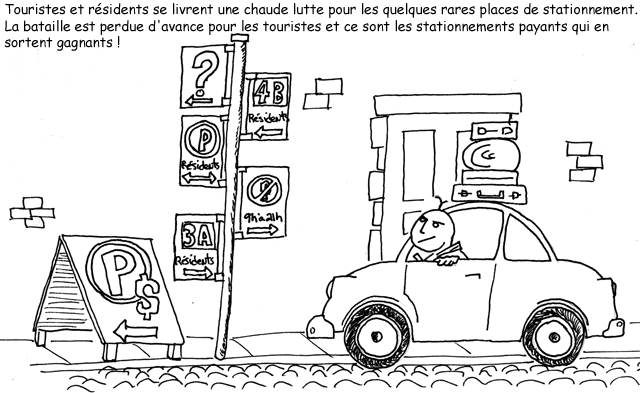 Touristes et résidents se livrent une chaude lutte pour les quelques rares places de stationnement.
La bataille est perdue d'avance pour les touristes et ce sont les stationnements payants qui en
sortent gagnants !
?
4B
Résidents
P
Résidents
P
9h à 21h
3A
Résidents
P
$